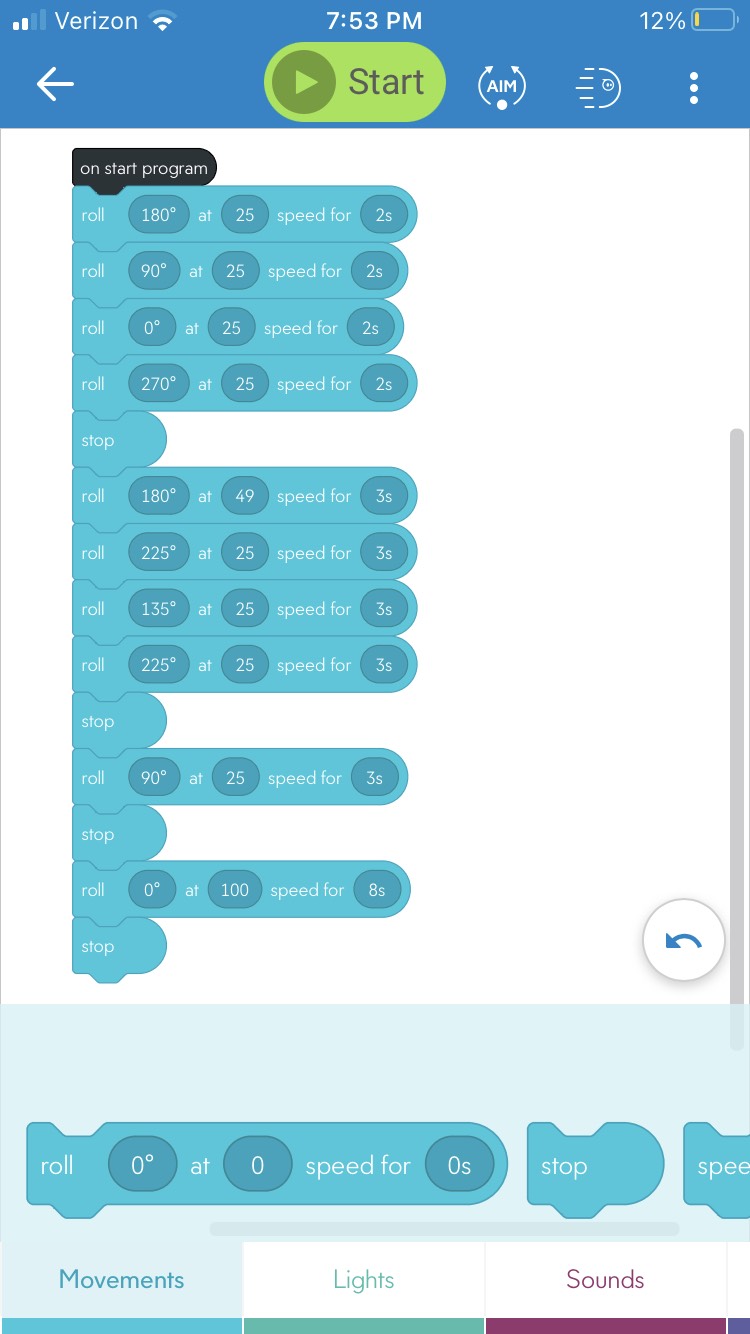 Verizon 7:53 PM 12%
Start AIM
on start program
roll 180° at 25 speed for 2s
roll 90° at 25 speed for 2s
roll 0° at 25 speed for 2s
roll 270° at 25 speed for 2s
stop
roll 180° at 49 speed for 3s
roll 225° at 25 speed for 3s
roll 135° at 25 speed for 3s
roll 225° at 25 speed for 3s
stop
roll 90° at 25 speed for 3s
stop
roll 0° at 100 speed for 8s
stop
roll 0° at 0 speed for 0s stop spee
Movements Lights Sounds